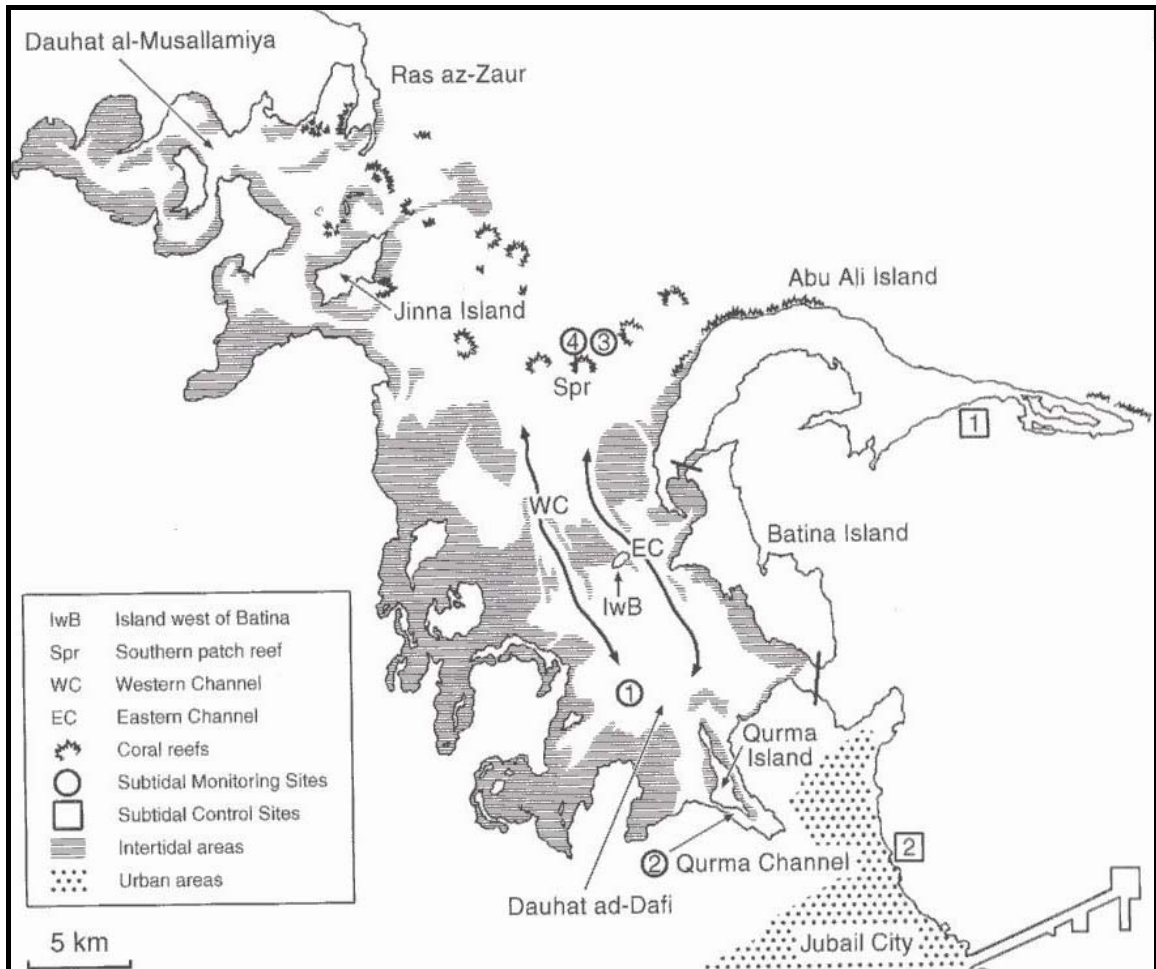 Dauhat al-Musallamiya
Ras az-Zaur
Abu Ali Island
Jinna Island
4
3
Spr
1
WC
EC
Batina Island
IwB
1
Qurma
Island
2
Qurma Channel
2
Dauhat ad-Dafi
Jubail City
IwB Island west of Batina
Spr Southern patch reef
WC Western Channel
EC Eastern Channel
Coral reefs
Subtidal Monitoring Sites
Subtidal Control Sites
Intertidal areas
Urban areas
5 km